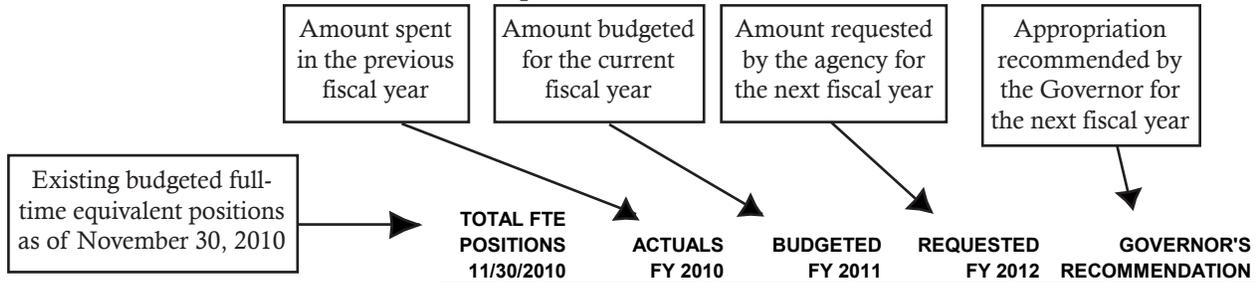 Amount spent
in the previous
fiscal year
Amount budgeted
for the current
fiscal year
Amount requested
by the agency for
the next fiscal year
Appropriation
recommended by
the Governor for
the next fiscal year
Existing budgeted full-
time equivalent positions
as of November 30, 2010
TOTAL FTE
POSITIONS
11/30/2010
ACTUALS
FY 2010
BUDGETED
FY 2011
REQUESTED
FY 2012
GOVERNOR'S
RECOMMENDATION